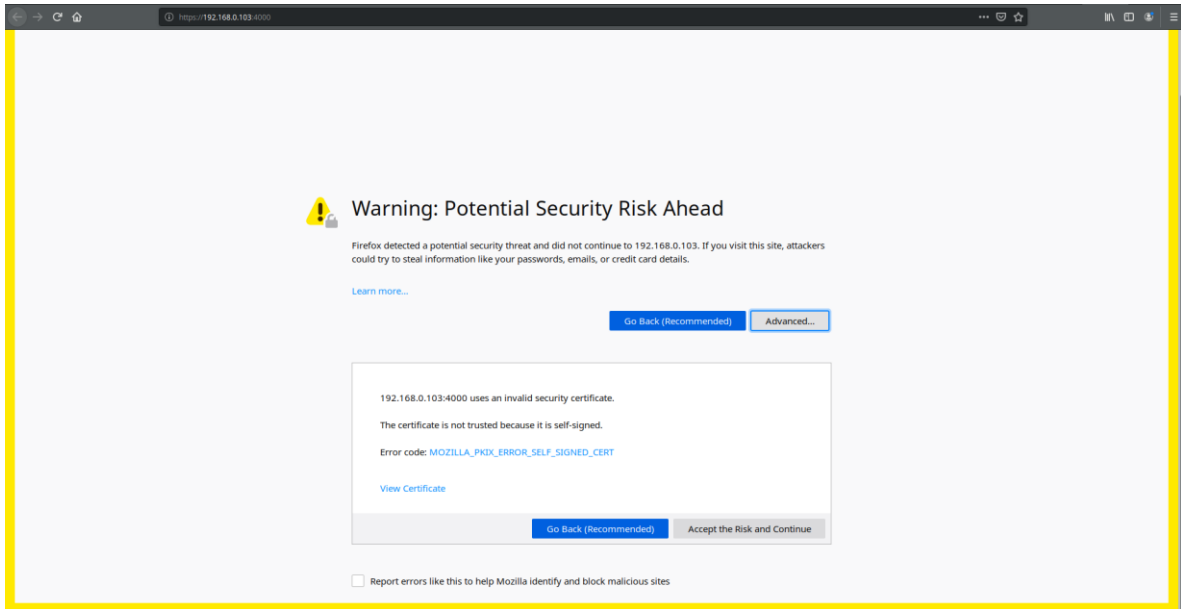 https://192.168.0.103:4000
Warning: Potential Security Risk Ahead
Firefox detected a potential security threat and did not continue to 192.168.0.103. If you visit this site, attackers
could try to steal information like your passwords, emails, or credit card details.
Learn more...
Go Back (Recommended) Advanced...
192.168.0.103:4000 uses an invalid security certificate.
The certificate is not trusted because it is self-signed.
Error code: MOZILLA_PKIX_ERROR_SELF_SIGNED_CERT
View Certificate
Go Back (Recommended) Accept the Risk and Continue
Report errors like this to help Mozilla identify and block malicious sites